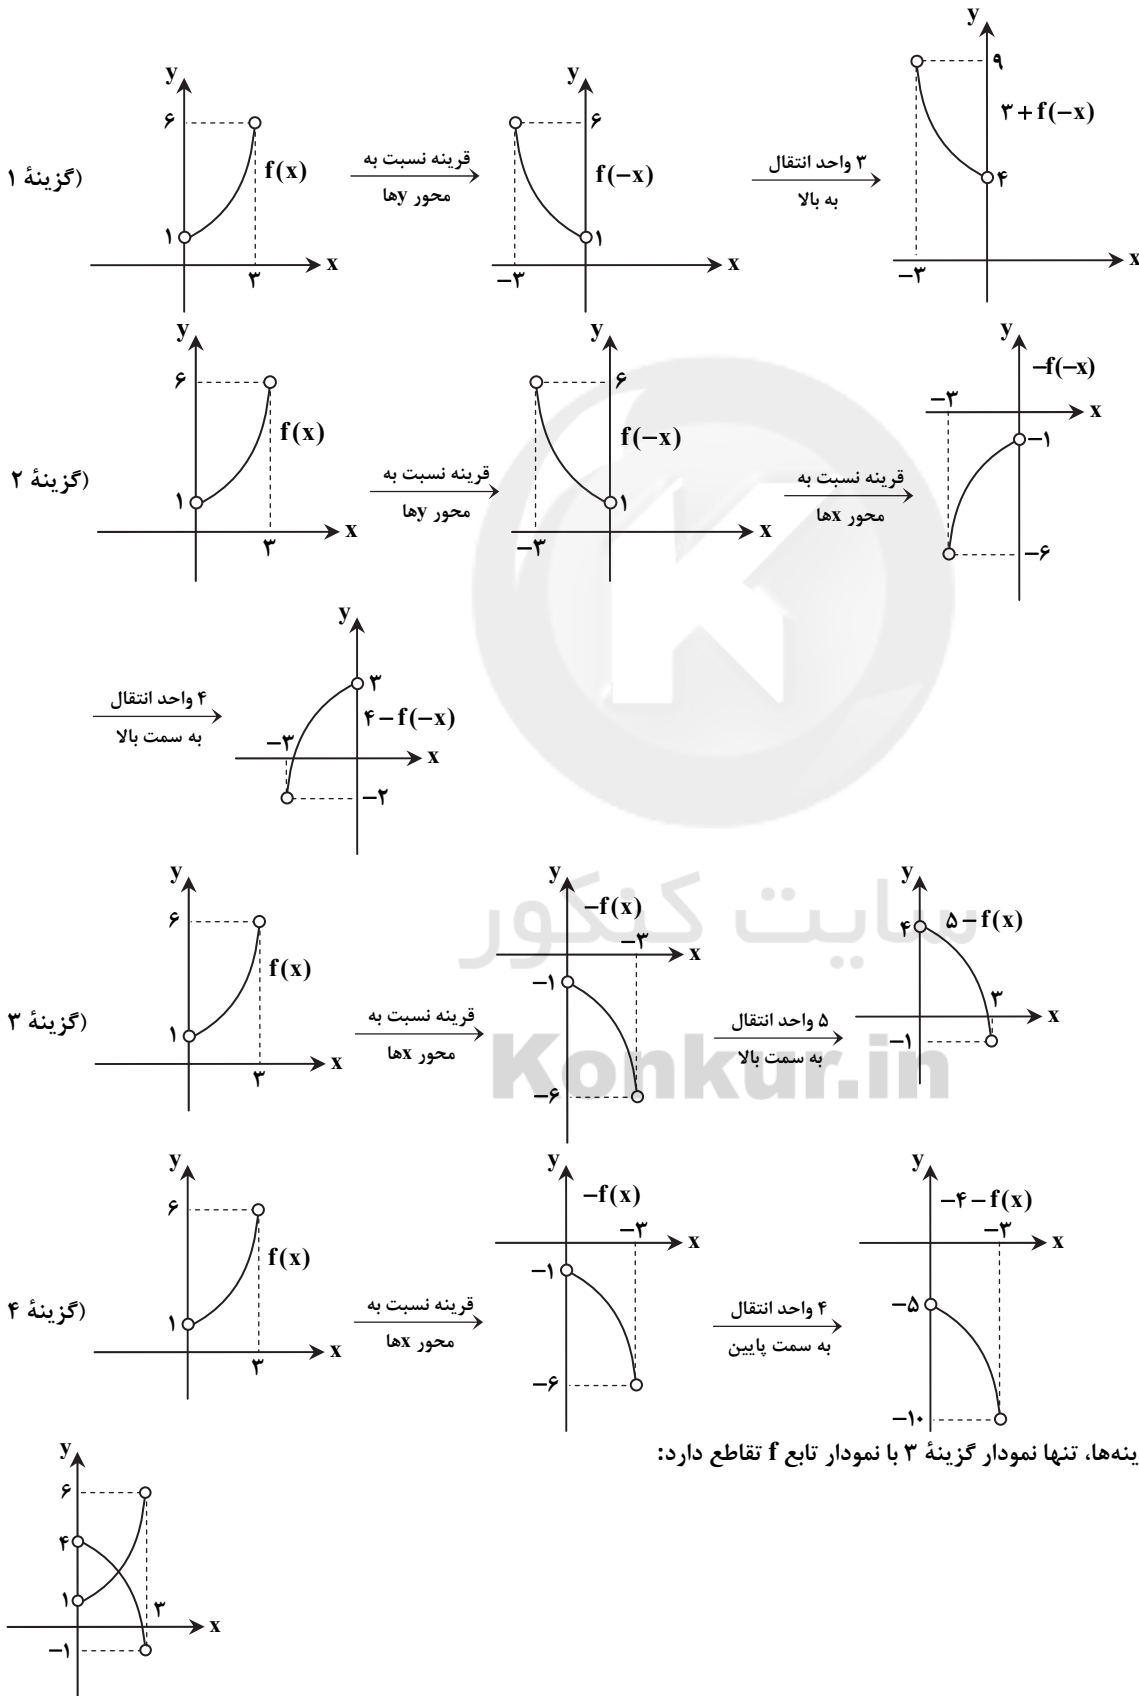 گزینهٔ ۱)
y
۶
f(x)
۱
۳
x
قرینه نسبت به
محور yها
y
۶
f(−x)
۱
−۳
x
۳ واحد انتقال
به بالا
y
۹
۳+f(−x)
۴
−۳
x
گزینهٔ ۲)
y
۶
f(x)
۱
۳
x
قرینه نسبت به
محور yها
y
۶
f(−x)
۱
−۳
x
قرینه نسبت به
محور xها
y
−f(−x)
−۳
x
−۱
−۶
۴ واحد انتقال
به سمت بالا
y
۳
۴−f(−x)
−۳
x
−۲
گزینهٔ ۳)
y
۶
f(x)
۱
۳
x
قرینه نسبت به
محور xها
y
−f(x)
−۳
x
−۱
−۶
۵ واحد انتقال
به سمت بالا
y
۴
۵−f(x)
۳
x
−۱
گزینهٔ ۴)
y
۶
f(x)
۱
۳
x
قرینه نسبت به
محور xها
y
−f(x)
−۳
x
−۱
−۶
۴ واحد انتقال
به سمت پایین
y
−۴−f(x)
−۳
x
−۵
−۱۰
ینه‌ها، تنها نمودار گزینهٔ ۳ با نمودار تابع f تقاطع دارد:
y
۶
۴
۱
۳
x
−۱
سایت کنکور
Konkur.in